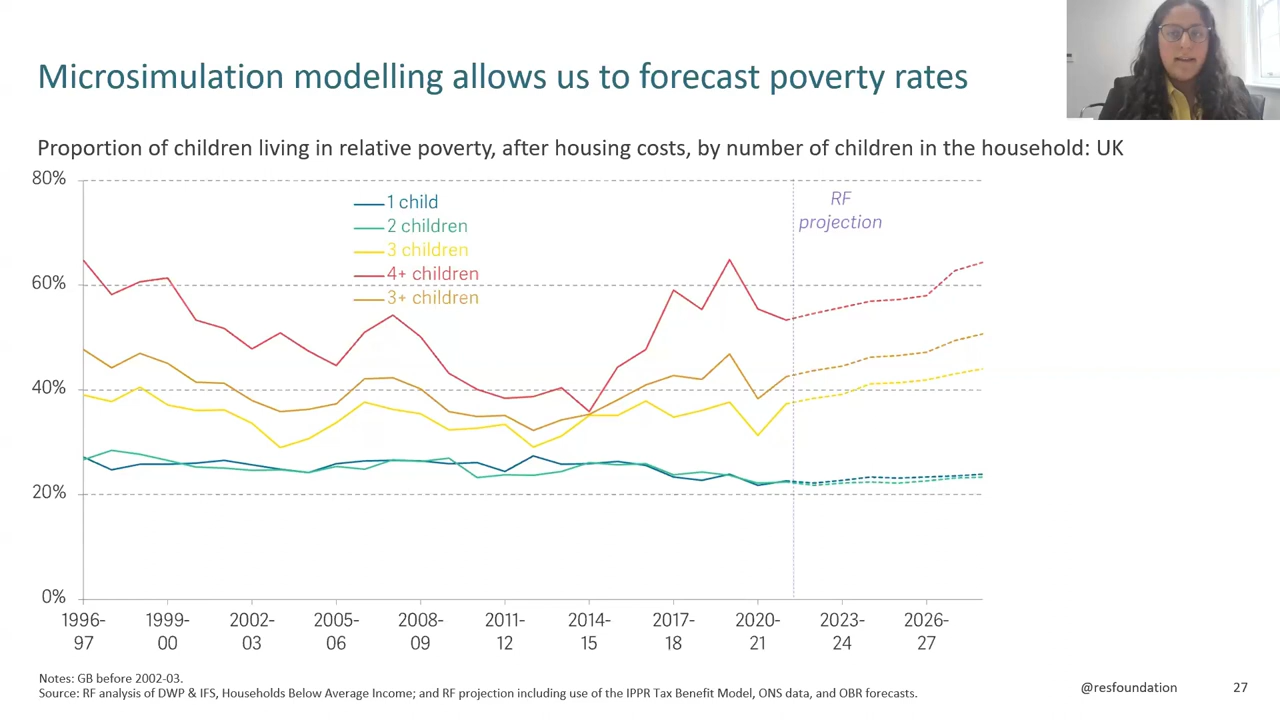 Microsimulation modelling allows us to forecast poverty rates
Proportion of children living in relative poverty, after housing costs, by number of children in the household: UK
80%
60%
40%
20%
0%
1 child
2 children
3 children
4+ children
3+ children
RF
projection
1996-
97
1999-
00
2002-
03
2005-
06
2008-
09
2011-
12
2014-
15
2017-
18
2020-
21
2023-
24
2026-
27
Notes: GB before 2002-03.
Source: RF analysis of DWP & IFS, Households Below Average Income; and RF projection including use of the IPPR Tax Benefit Model, ONS data, and OBR forecasts.
@resfoundation
27